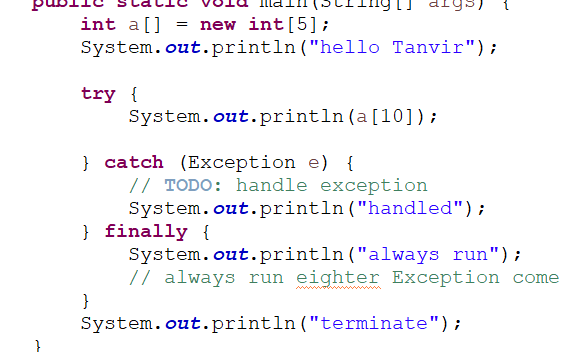 public static void main(String[] args) {
int a[] = new int[5];
System.out.println("hello Tanvir");
try {
System.out.println(a[10]);
} catch (Exception e) {
// TODO: handle exception
System.out.println("handled");
} finally {
System.out.println("always run");
// always run eighter Exception come
}
System.out.println("terminate");
}